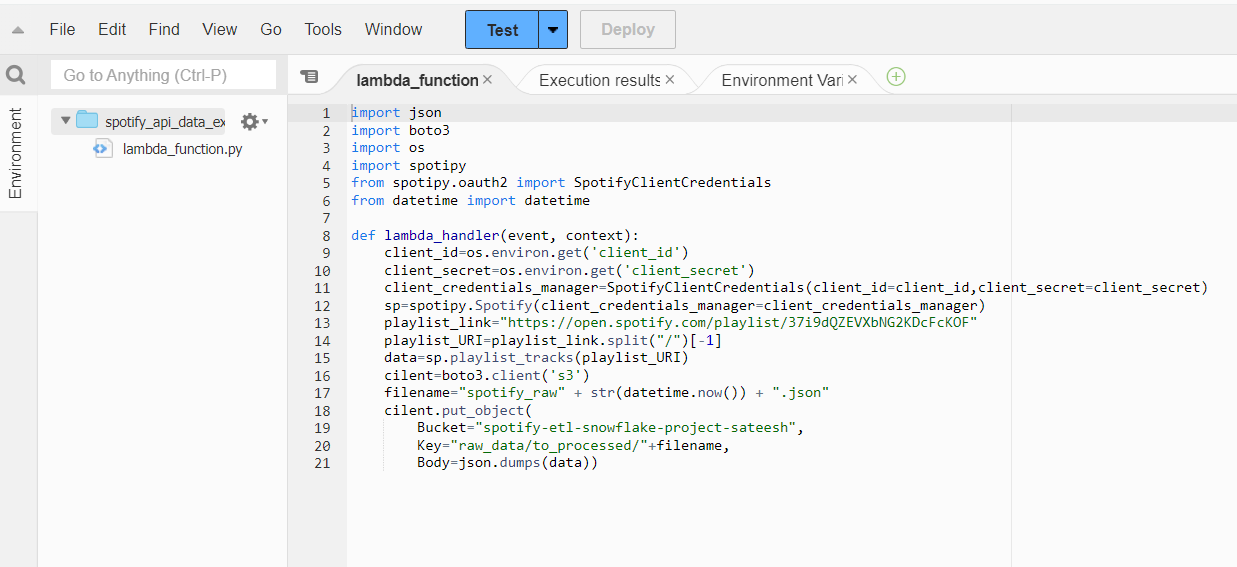 File Edit Find View Go Tools Window Test Deploy
Go to Anything (Ctrl-P)
lambda_function Execution results Environment Vari
Environment
spotify_api_data_ex
lambda_function.py
1 import json
2 import boto3
3 import os
4 import spotipy
5 from spotipy.oauth2 import SpotifyClientCredentials
6 from datetime import datetime
7
8 def lambda_handler(event, context):
9     client_id=os.environ.get('client_id')
10     client_secret=os.environ.get('client_secret')
11     client_credentials_manager=SpotifyClientCredentials(client_id=client_id,client_secret=client_secret)
12     sp=spotipy.Spotify(client_credentials_manager=client_credentials_manager)
13     playlist_link="https://open.spotify.com/playlist/37i9dQZEVXbNG2KDcFcKOF"
14     playlist_URI=playlist_link.split("/")[-1]
15     data=sp.playlist_tracks(playlist_URI)
16     cilent=boto3.client('s3')
17     filename="spotify_raw" + str(datetime.now()) + ".json"
18     cilent.put_object(
19         Bucket="spotify-etl-snowflake-project-sateesh",
20         Key="raw_data/to_processed/"+filename,
21         Body=json.dumps(data))